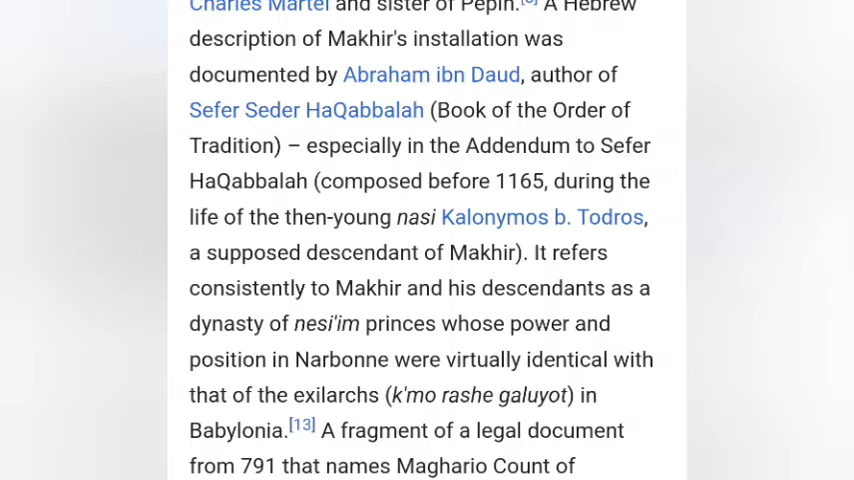 Charles Martel and sister of Pepin.[6] A Hebrew
description of Makhir's installation was
documented by Abraham ibn Daud, author of
Sefer Seder HaQabbalah (Book of the Order of
Tradition) – especially in the Addendum to Sefer
HaQabbalah (composed before 1165, during the
life of the then-young nasi Kalonymos b. Todros,
a supposed descendant of Makhir). It refers
consistently to Makhir and his descendants as a
dynasty of nesi'im princes whose power and
position in Narbonne were virtually identical with
that of the exilarchs (k'mo rashe galuyot) in
Babylonia.[13] A fragment of a legal document
from 791 that names Maghario Count of